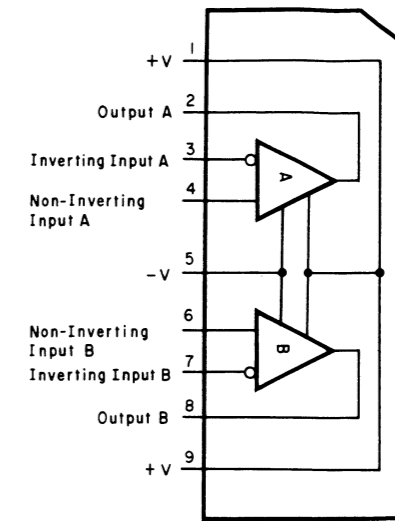 1
+V
2
Output A
3
Inverting Input A
4
Non-Inverting
Input A
A
5
-V
6
Non-Inverting
Input B
7
Inverting Input B
B
8
Output B
9
+V